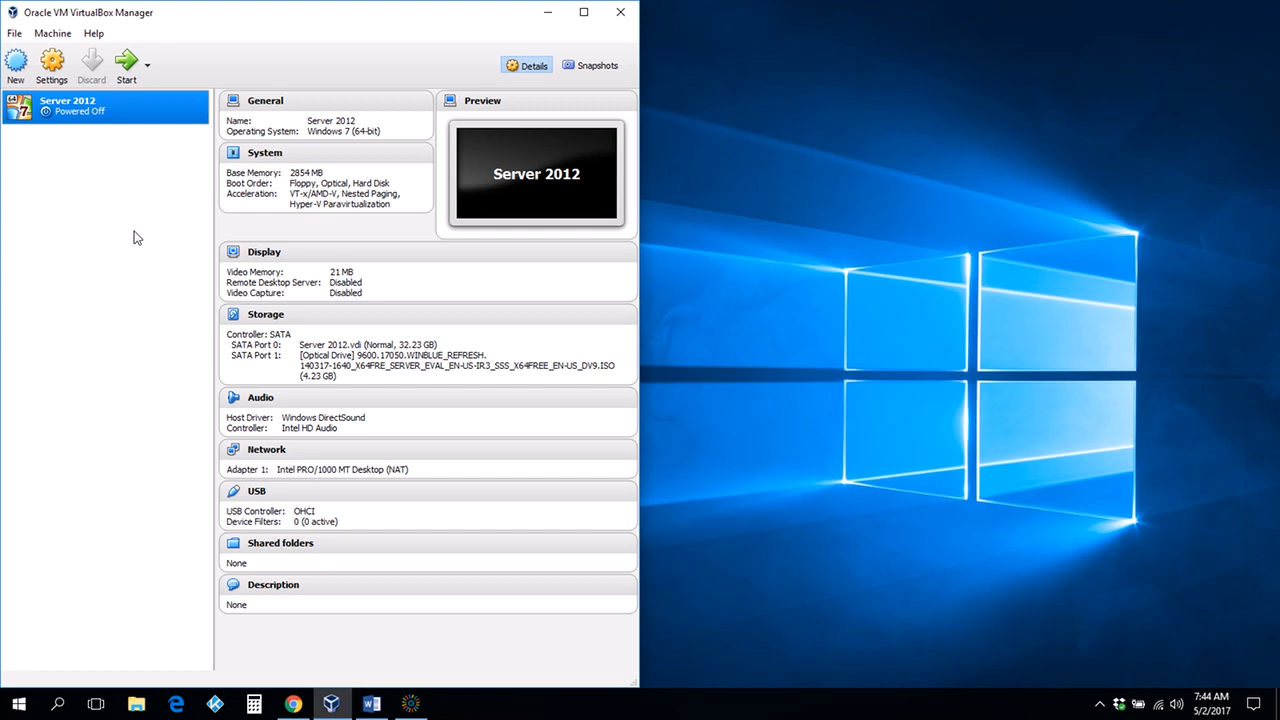 Oracle VM VirtualBox Manager
File Machine Help
New Settings Discard Start
Details Snapshots
64
7
Server 2012
Powered Off
General
Name: Server 2012
Operating System: Windows 7 (64-bit)
System
Base Memory: 2854 MB
Boot Order: Floppy, Optical, Hard Disk
Acceleration: VT-x/AMD-V, Nested Paging,
Hyper-V Paravirtualization
Preview
Server 2012
Display
Video Memory: 21 MB
Remote Desktop Server: Disabled
Video Capture: Disabled
Storage
Controller: SATA
SATA Port 0: Server 2012.vdi (Normal, 32.23 GB)
SATA Port 1: [Optical Drive] 9600.17050.WINBLUE_REFRESH.
140317-1640_X64FRE_SERVER_EVAL_EN-US-IR3_SSS_X64FREE_EN-US_DV9.ISO
(4.23 GB)
Audio
Host Driver: Windows DirectSound
Controller: Intel HD Audio
Network
Adapter 1: Intel PRO/1000 MT Desktop (NAT)
USB
USB Controller: OHCI
Device Filters: 0 (0 active)
Shared folders
None
Description
None
7:44 AM
5/2/2017